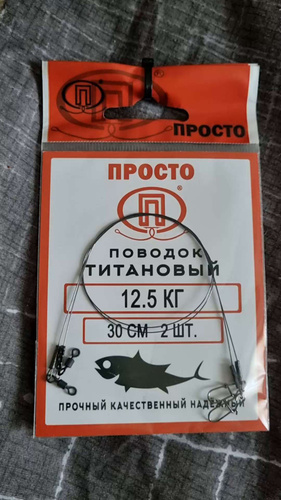 П
ПРОСТО
ПРОСТО
П
ПОВОДОК
ТИТАНОВЫЙ
12.5 КГ
30 СМ 2 ШТ.
ПРОЧНЫЙ КАЧЕСТВЕННЫЙ НАДЕЖНЫЙ